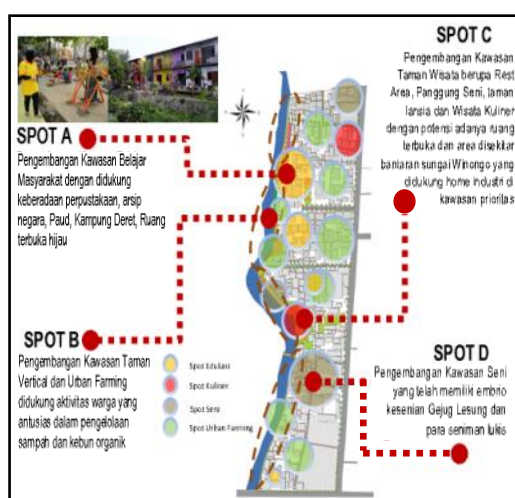 SPOT A
Pengembangan Kawasan Belajar
Masyarakat dengan didukung
keberadaan perpustakaan, arsip
negara, Paud, Kampung Deret, Ruang
terbuka hijau
SPOT B
Pengembangan Kawasan Taman
Vertical dan Urban Farming
didukung aktivitas warga yang
antusias dalam pengelolaan
sampah dan kebun organik
Spot Edukasi
Spot Kuliner
Spot Seni
Spot Urban Farming
SPOT C
Pengembangan Kawasan
Taman Wisata berupa Rest
Area, Panggung Seni, taman
lansia dan Wisata Kuliner
dengan potensi adanya ruang
terbuka dan area disekitar
bantaran sungai Winongo yang
didukung home industri di
kawasan prioritas
SPOT D
Pengembangan Kawasan Seni
yang telah memiliki embrio
kesenian Gejug Lesung dan
para seniman lukis